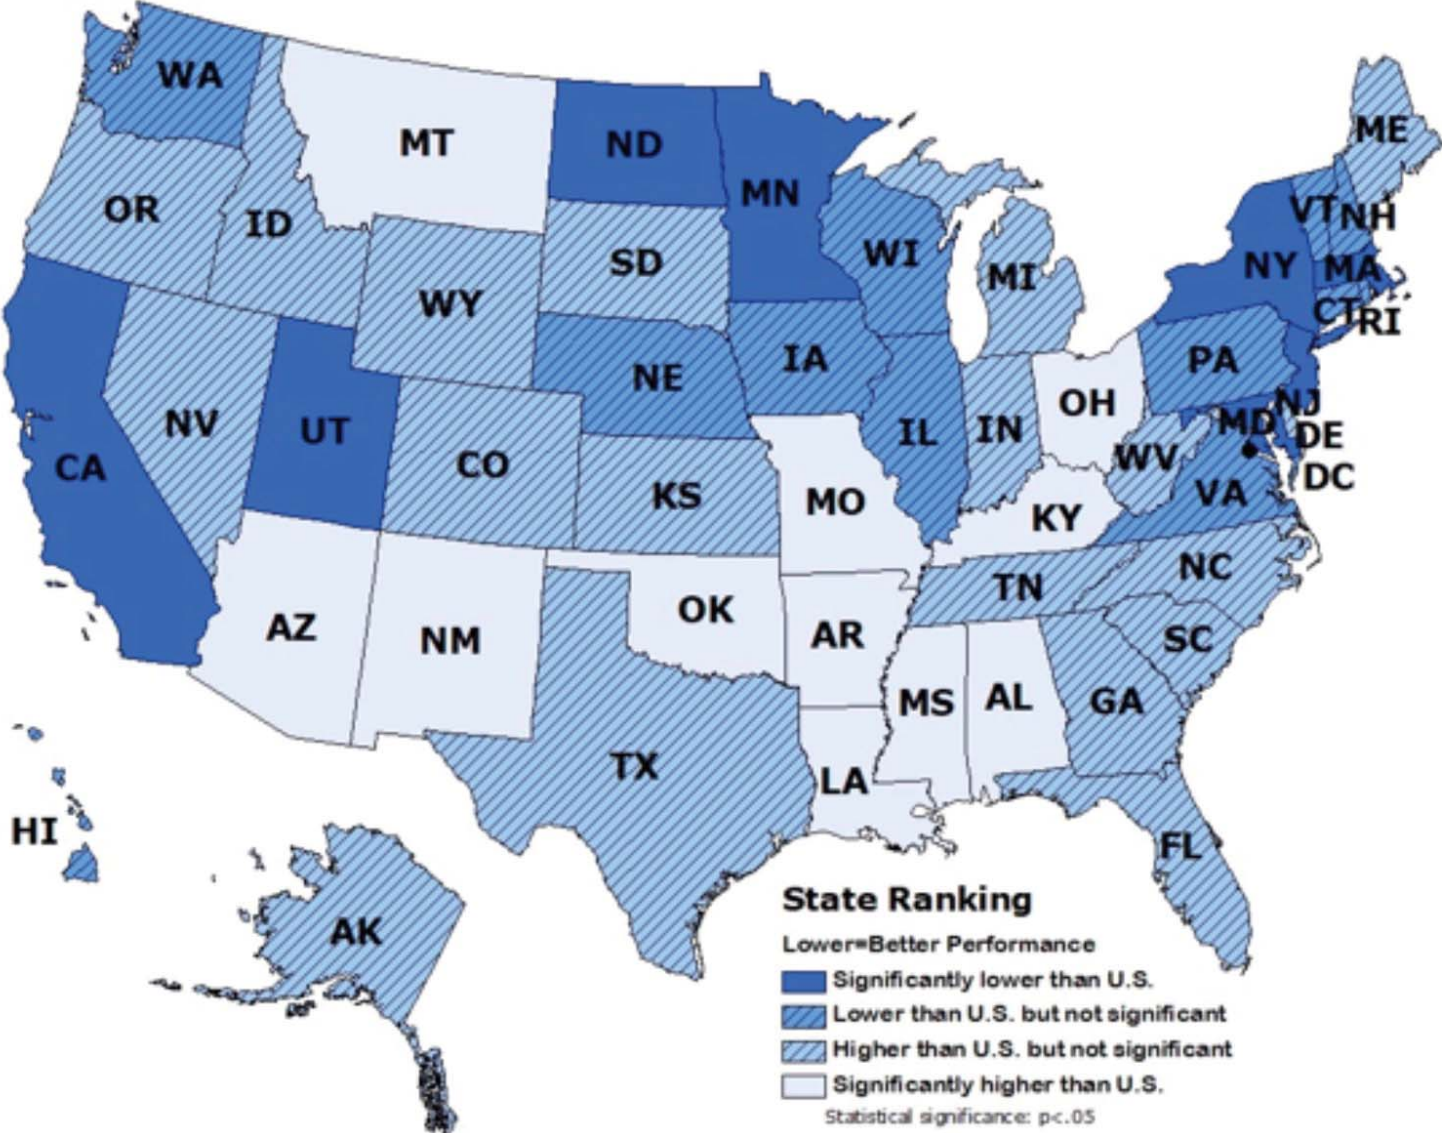 WA
MT
ND
ME
MN
OR
ID
VT NH
WI
SD
NY
MA
MI
WY
CT
RI
IA
PA
NE
OH
NJ
NV
MD
UT
IL
IN
DE
WV
CO
CA
DC
KS
VA
MO
KY
NC
TN
OK
AZ
AR
NM
SC
MS
AL
GA
TX
LA
HI
FL
AK
State Ranking
Lower=Better Performance
Significantly lower than U.S.
Lower than U.S. but not significant
Higher than U.S. but not significant
Significantly higher than U.S.
Statistical significance: p<.05